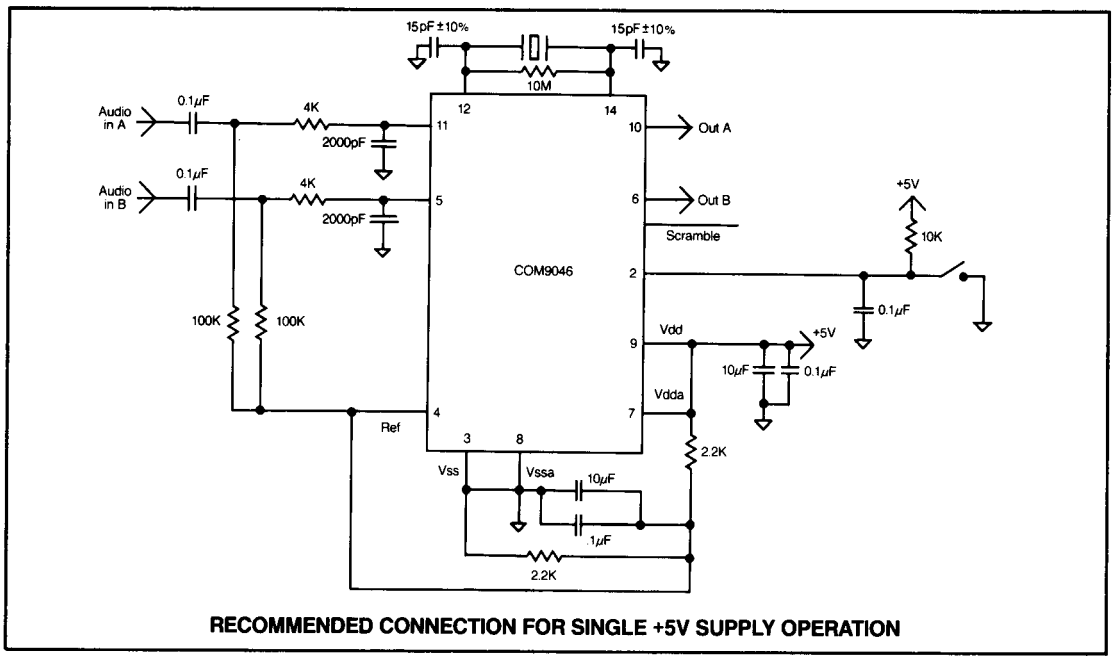 15pF±10%
15pF±10%
10M
12
14
Audio
in A
0.1μF
4K
11
2000pF
10
Out A
Audio
in B
0.1μF
4K
5
2000pF
6
Out B
Scramble
+5V
10K
COM9046
2
0.1μF
100K
100K
Vdd
9
+5V
10μF
0.1μF
Vdda
7
4
Ref
3
8
2.2K
Vss
Vssa
10μF
.1μF
2.2K
RECOMMENDED CONNECTION FOR SINGLE +5V SUPPLY OPERATION